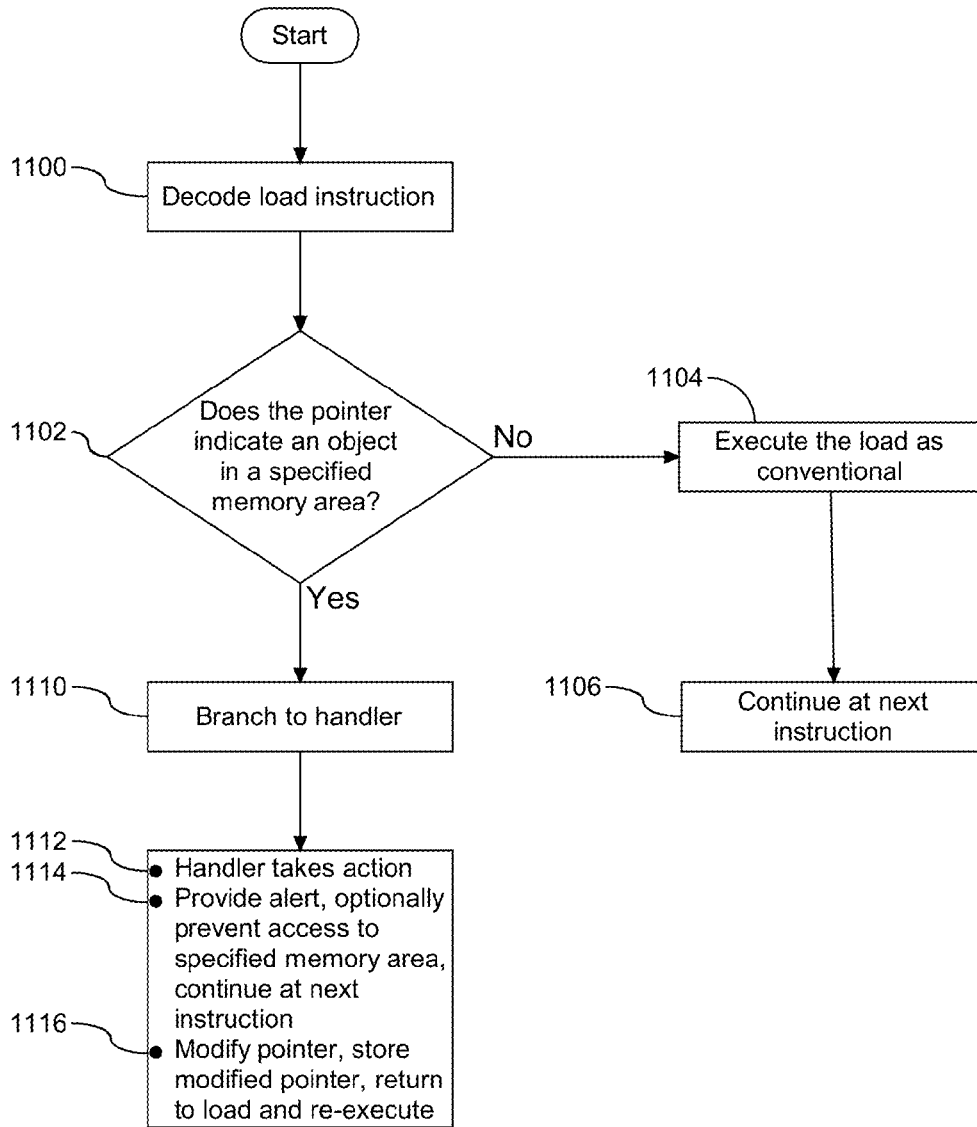 Start
1100
Decode load instruction
1102
Does the pointer
indicate an object
in a specified
memory area?
No
1104
Execute the load as
conventional
Yes
1110
Branch to handler
1106
Continue at next
instruction
1112
● Handler takes action
1114
● Provide alert, optionally
prevent access to
specified memory area,
continue at next
instruction
1116
● Modify pointer, store
modified pointer, return
to load and re-execute